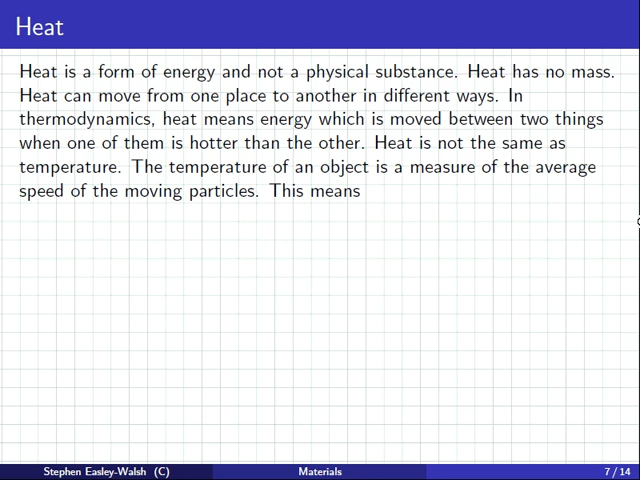 Heat
Heat is a form of energy and not a physical substance. Heat has no mass.
Heat can move from one place to another in different ways. In
thermodynamics, heat means energy which is moved between two things
when one of them is hotter than the other. Heat is not the same as
temperature. The temperature of an object is a measure of the average
speed of the moving particles. This means
Stephen Easley-Walsh (C) Materials 7 / 14